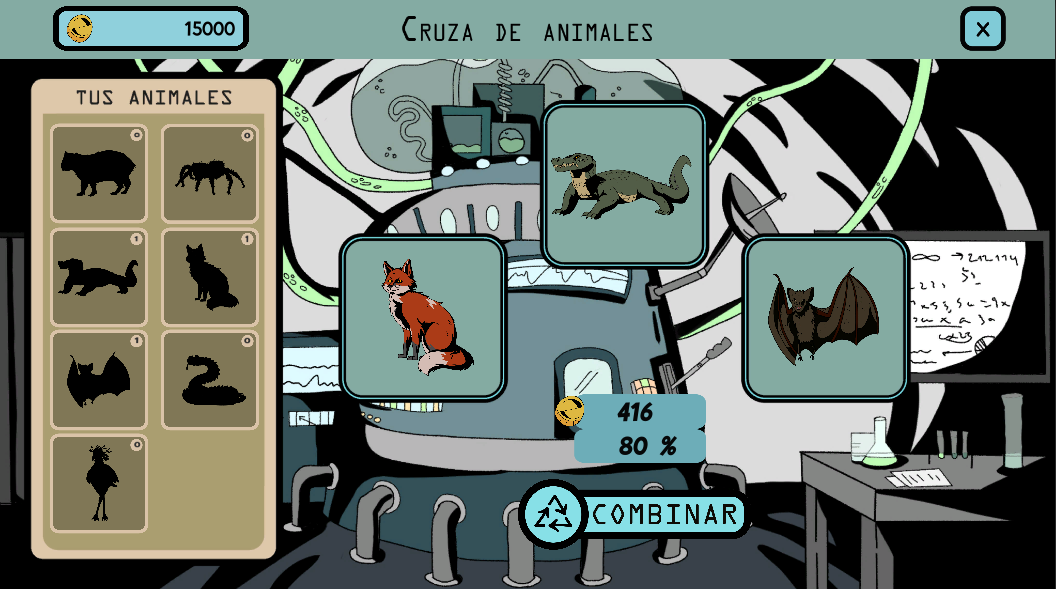 15000
CRUZA DE ANIMALES
X
TUS ANIMALES
0
0
1
1
1
0
0
416
80 %
COMBINAR